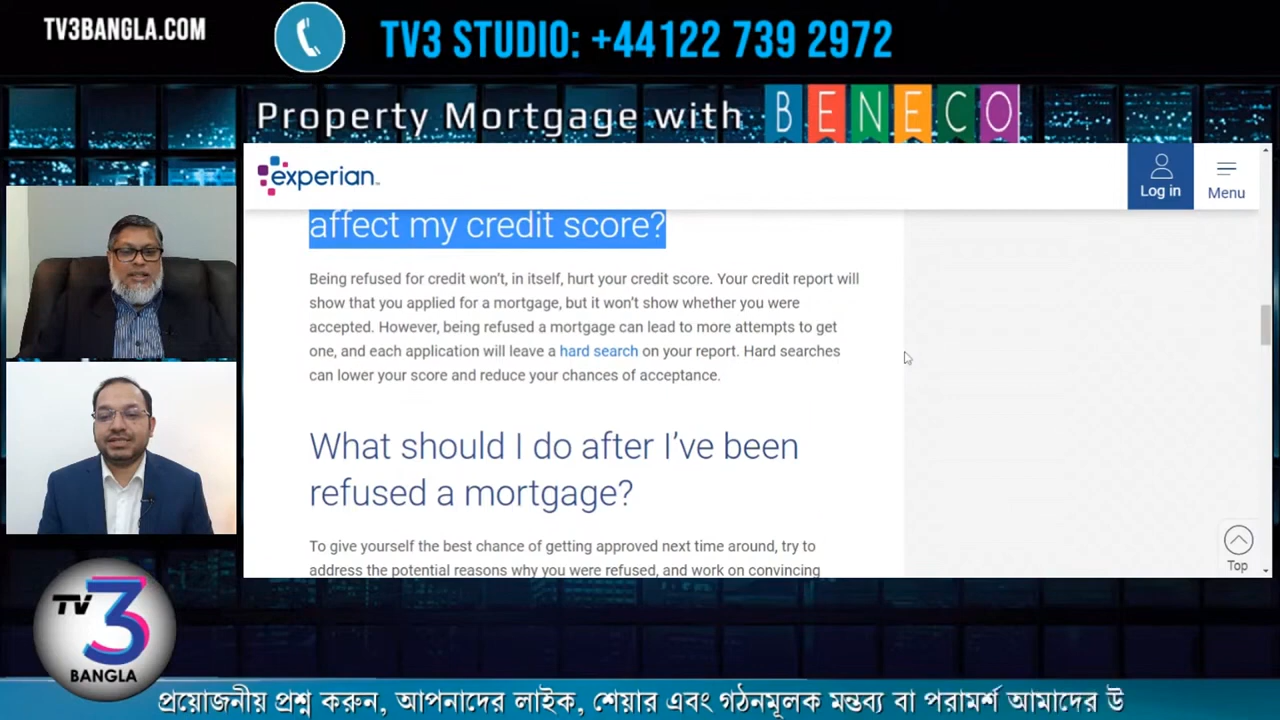 TV3BANGLA.COM
TV3 STUDIO: +44122 739 2972
Property Mortgage with BENECO
experian
Log in
Menu
affect my credit score?
Being refused for credit won't, in itself, hurt your credit score. Your credit report will
show that you applied for a mortgage, but it won't show whether you were
accepted. However, being refused a mortgage can lead to more attempts to get
one, and each application will leave a hard search on your report. Hard searches
can lower your score and reduce your chances of acceptance.
What should I do after I've been
refused a mortgage?
To give yourself the best chance of getting approved next time around, try to
address the potential reasons why you were refused, and work on convincing
Top
TV3
BANGLA
প্রয়োজনীয় প্রশ্ন করুন, আপনাদের লাইক, শেয়ার এবং গঠনমূলক মন্তব্য বা পরামর্শ আমাদের উ